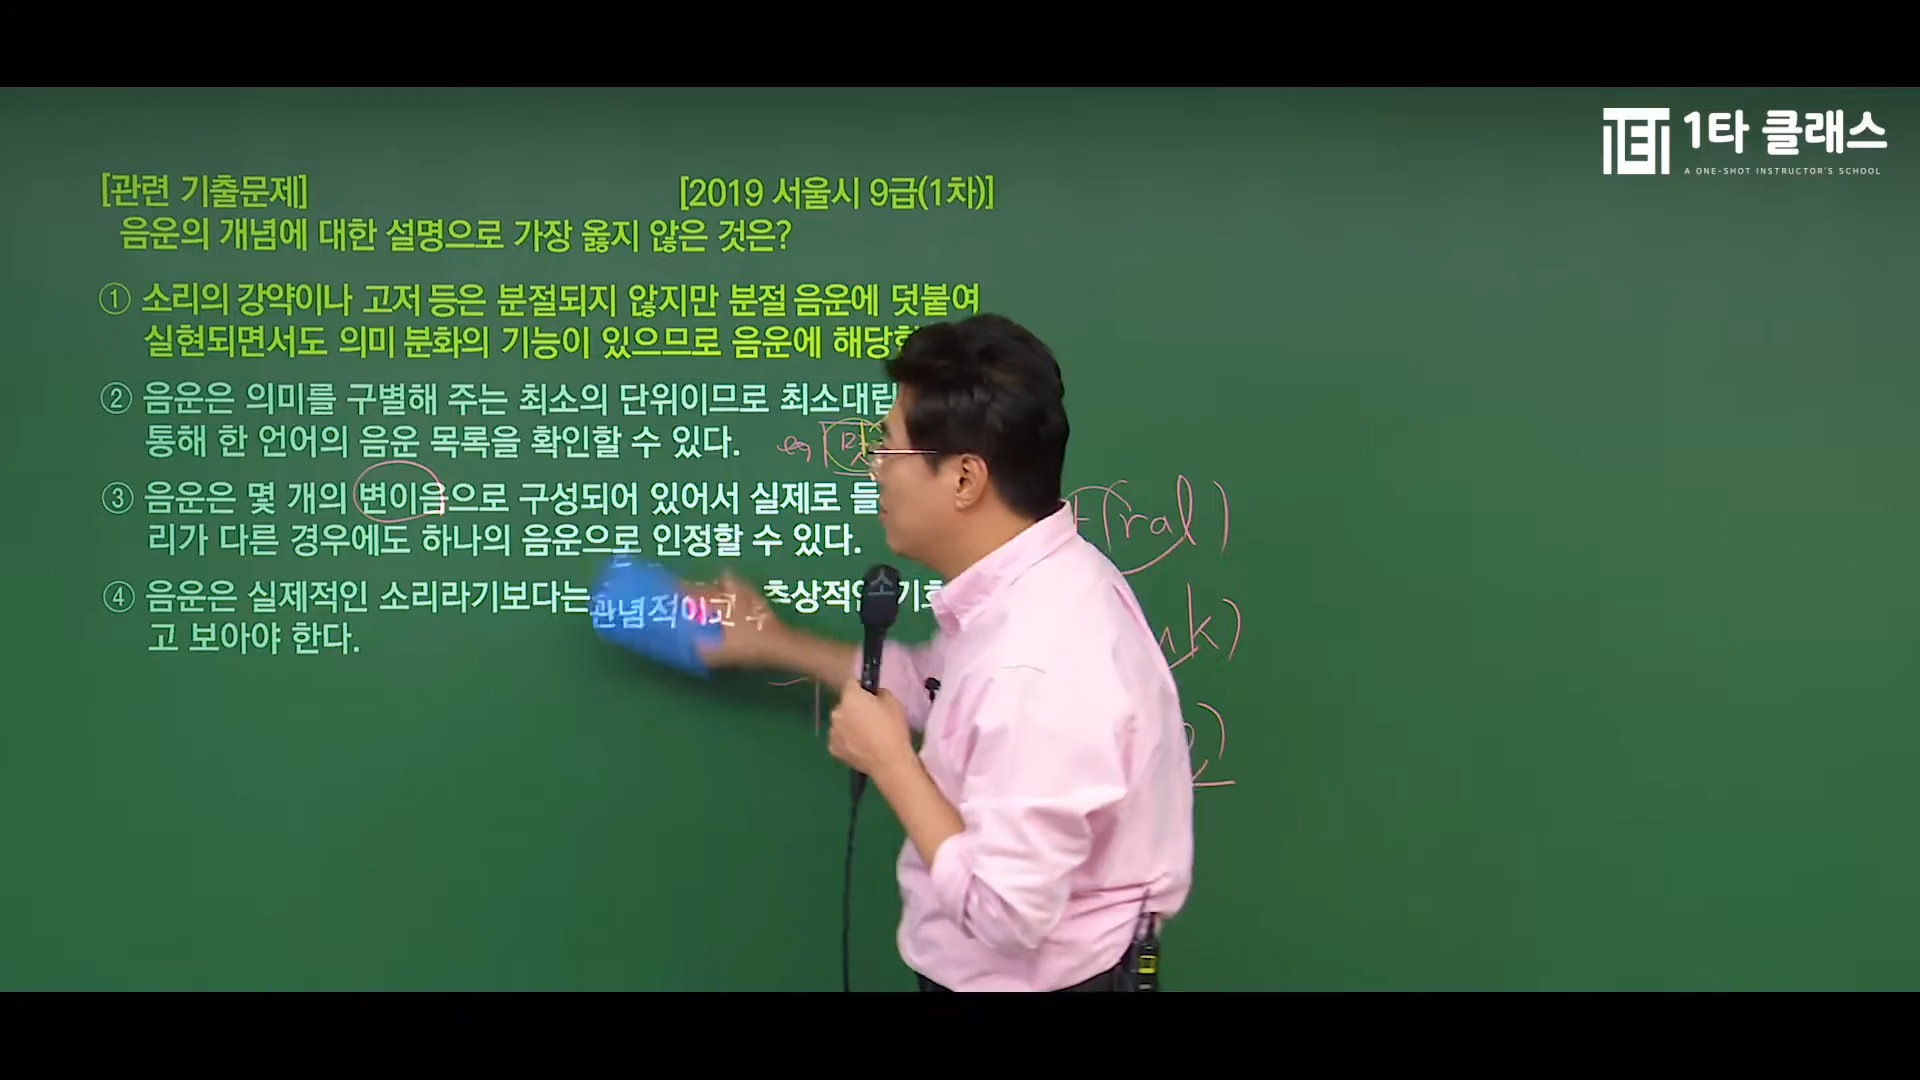 1타 클래스
A ONE-SHOT INSTRUCTOR'S SCHOOL
[관련 기출문제] [2019 서울시 9급(1차)]
음운의 개념에 대한 설명으로 가장 옳지 않은 것은?
① 소리의 강약이나 고저 등은 분절되지 않지만 분절 음운에 덧붙여
실현되면서도 의미 분화의 기능이 있으므로 음운에
② 음운은 의미를 구별해 주는 최소의 단위이므로 최소대립
통해 한 언어의 음운 목록을 확인할 수 있다.
③ 음운은 몇 개의 변이음으로 구성되어 있어서 실제로
리가 다른 경우에도 하나의 음운으로 인정할 수 있다.
④ 음운은 실제적인 소리라기보다는 관념적이고 추상적인
고 보아야 한다.